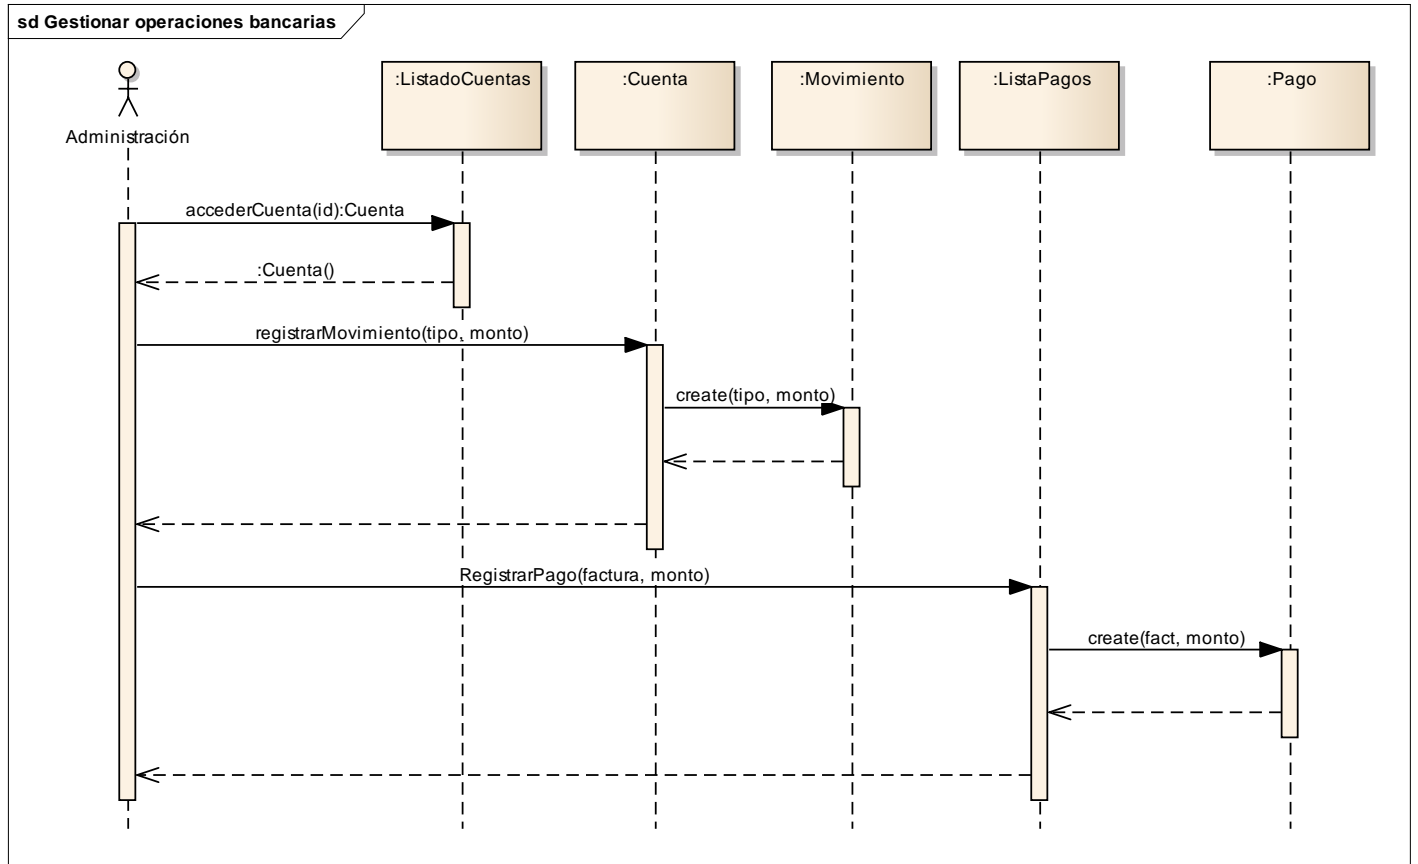 sd Gestionar operaciones bancarias
Administración
:ListadoCuentas
:Cuenta
:Movimiento
:ListaPagos
:Pago
accederCuenta(id):Cuenta
:Cuenta()
registrarMovimiento(tipo, monto)
create(tipo, monto)
RegistrarPago(factura, monto)
create(fact, monto)